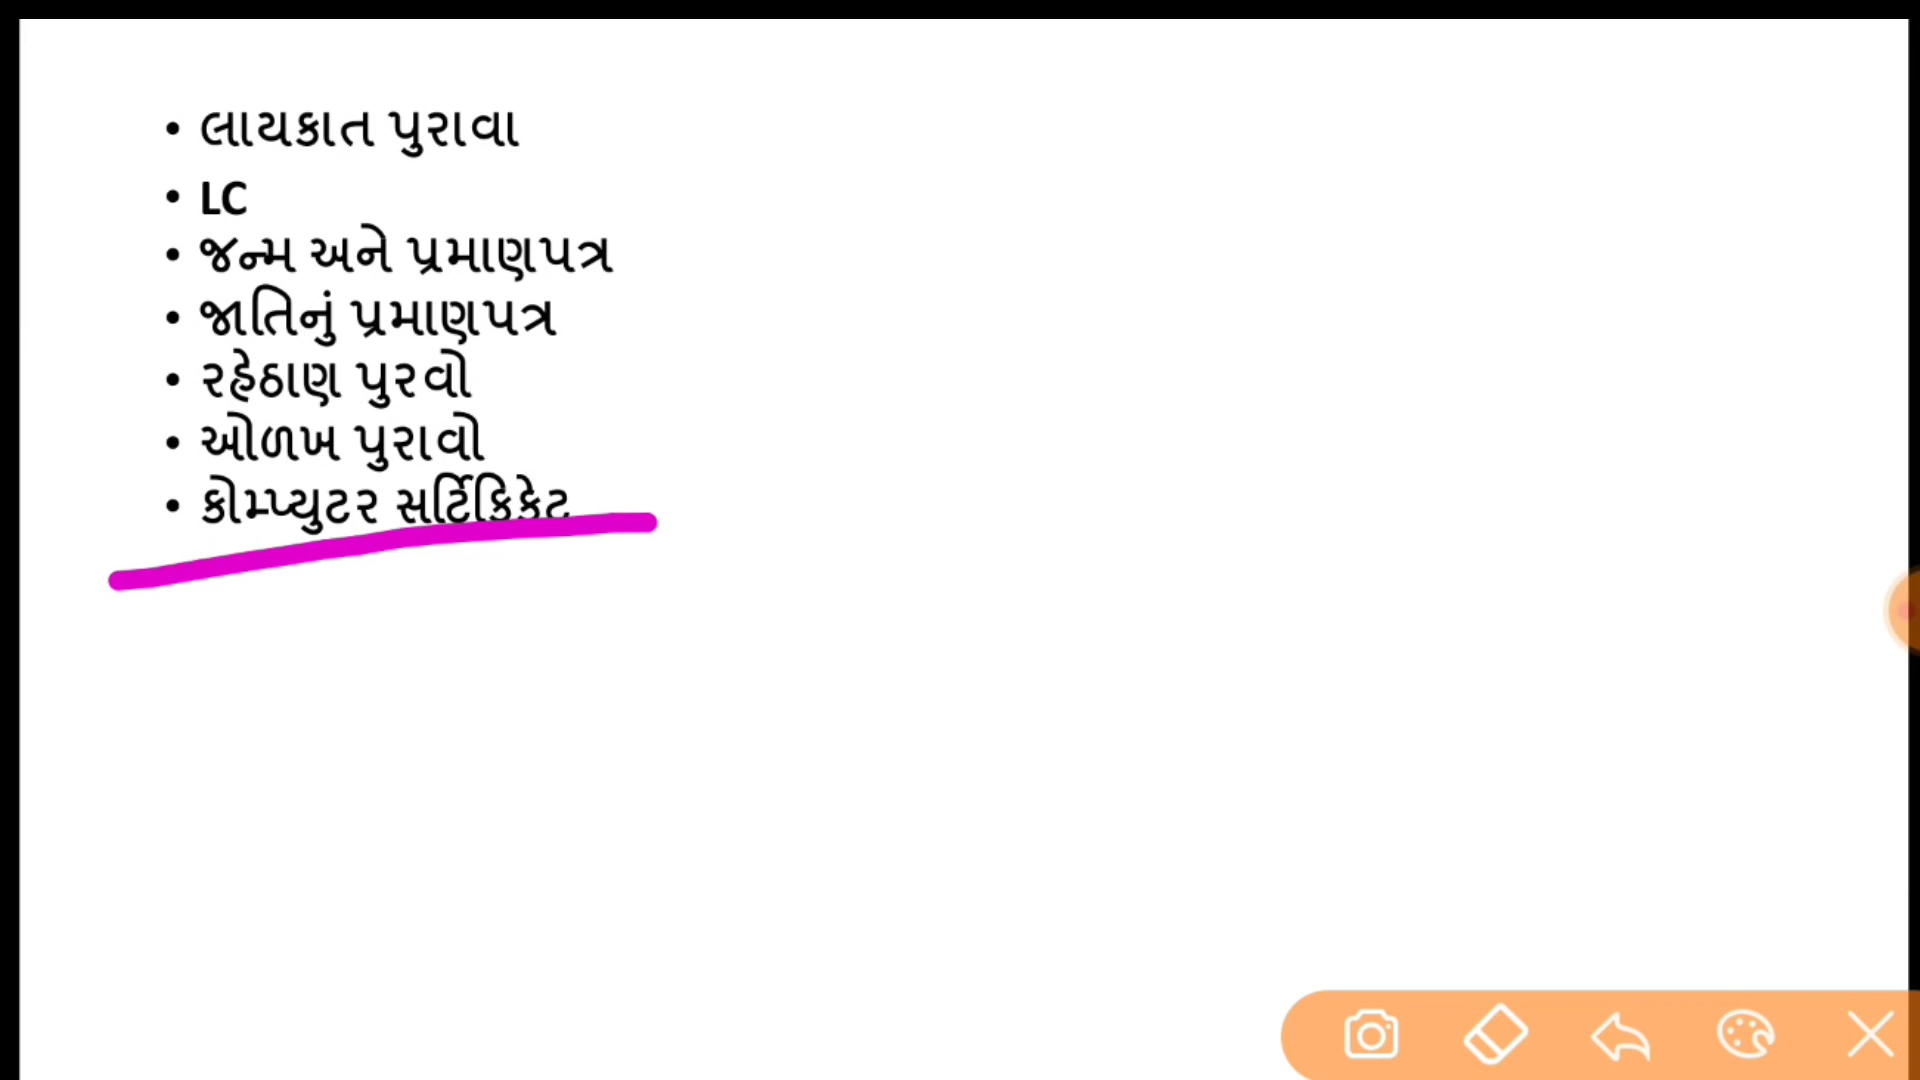 • લાયકાત પુરાવા
• LC
• જન્મ અને પ્રમાણપત્ર
• જાતિનું પ્રમાણપત્ર
• રહેઠાણ પુરવો
• ઓળખ પુરાવો
• કોમ્પ્યુટર સર્ટિફિકેટ